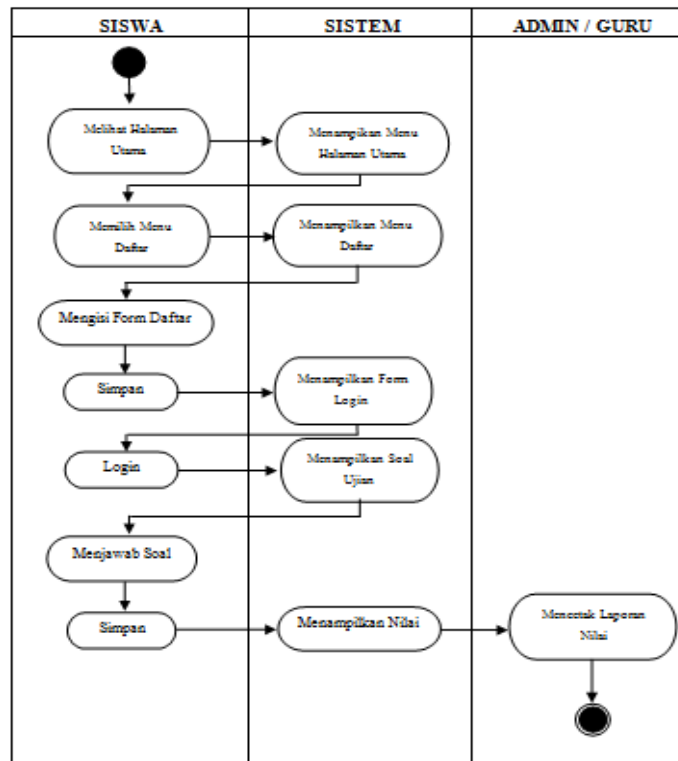 SISWA
SISTEM
ADMIN / GURU
Melihat Halaman
Utama
Menampikan Menu
Halaman Utama
Memilih Menu
Daftar
Menampilkan Menu
Daftar
Mengisi Form Daftar
Simpan
Menampilkan Form
Login
Login
Menampilkan Soal
Ujian
Menjawab Soal
Simpan
Menampilkan Nilai
Mencetak Laporan
Nilai